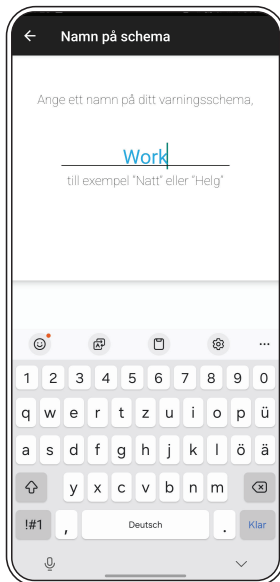 Namn på schema
Ange ett namn på ditt varningsschema,
Work
till exempel "Natt" eller "Helg"
1 2 3 4 5 6 7 8 9 0
q w e r t z u i o p ü
a s d f g h j k l ö ä
y x c v b n m
!#1 , Deutsch . Klar